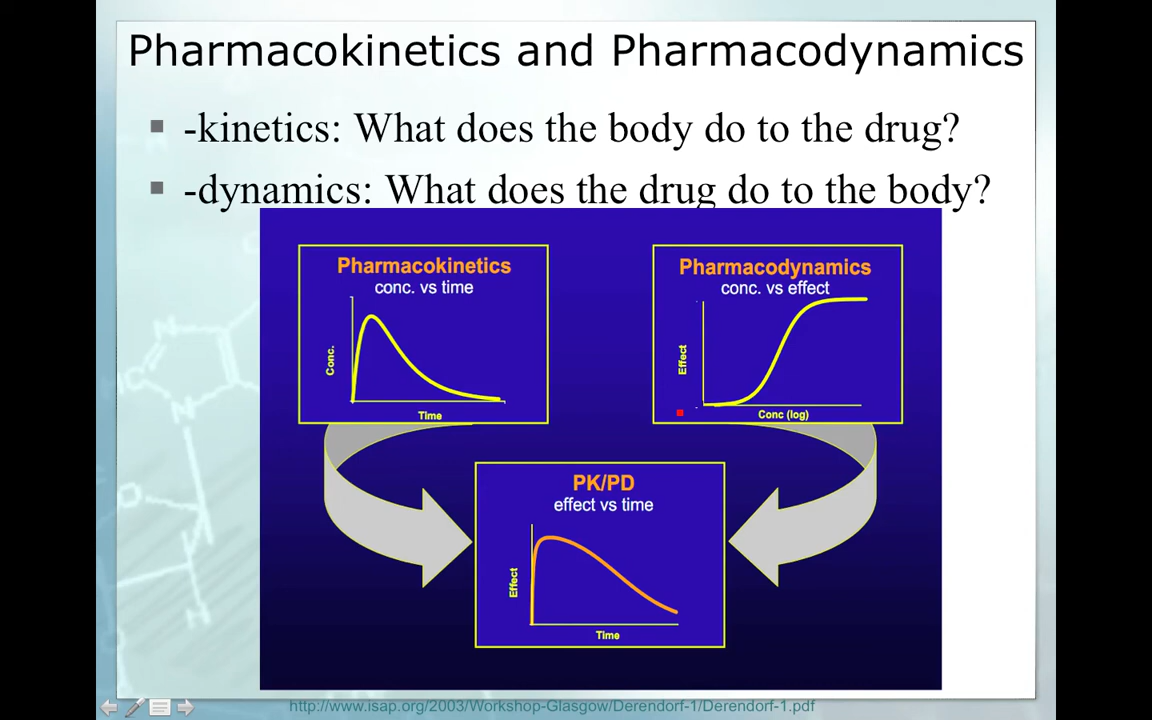 Pharmacokinetics and Pharmacodynamics
-kinetics: What does the body do to the drug?
-dynamics: What does the drug do to the body?
Pharmacokinetics
conc. vs time
Conc.
Time
Pharmacodynamics
conc. vs effect
Effect
Conc (log)
PK/PD
effect vs time
Effect
Time
http://www.isap.org/2003/Workshop-Glasgow/Derendorf-1/Derendorf-1.pdf
N
N
N